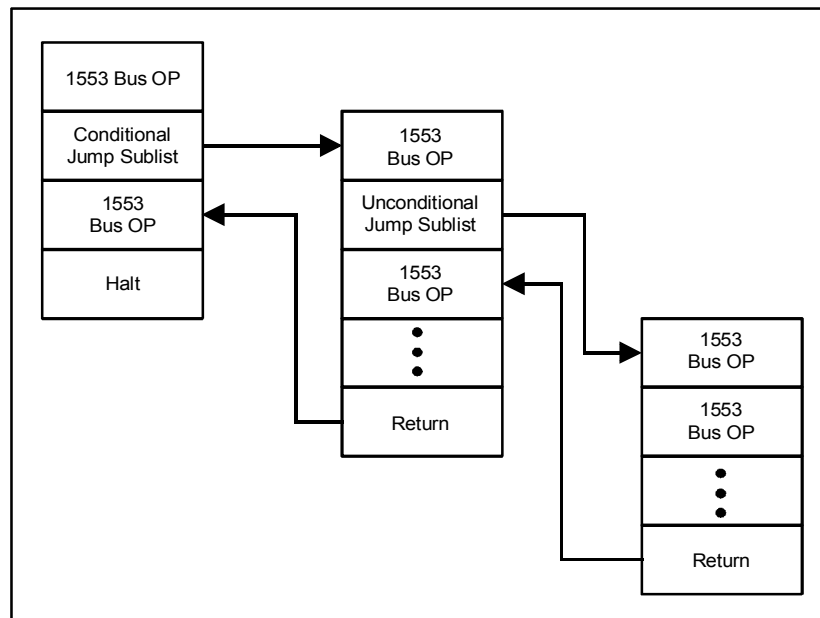 1553 Bus OP
Conditional
Jump Sublist
1553
Bus OP
Halt
1553
Bus OP
Unconditional
Jump Sublist
1553
Bus OP
Return
1553
Bus OP
1553
Bus OP
Return